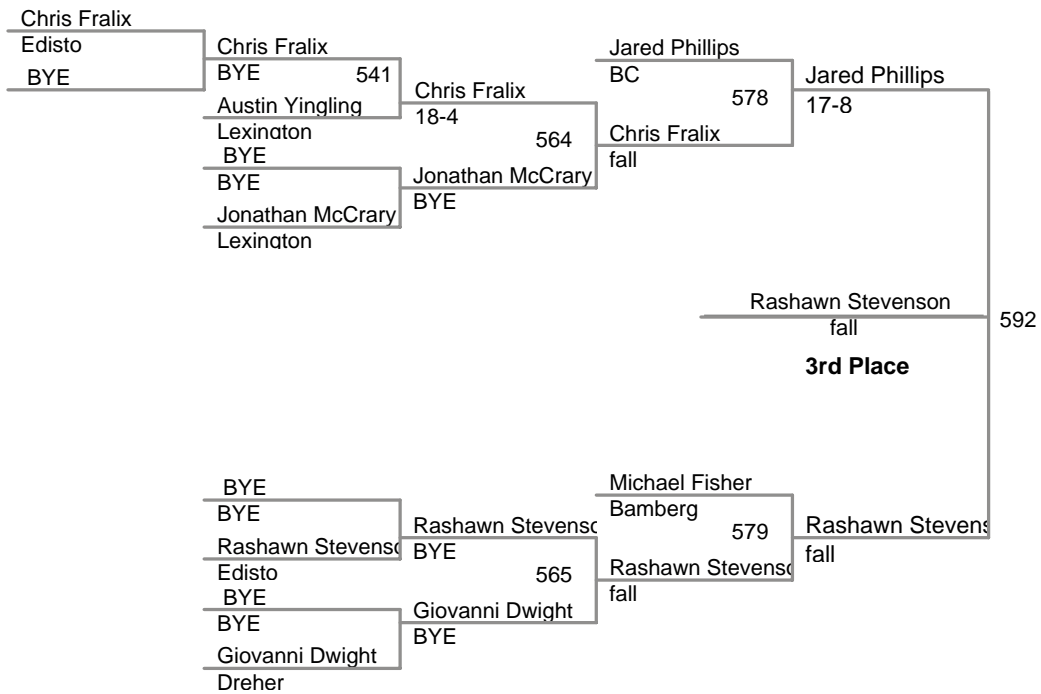 Chris Fralix
Edisto
BYE
Chris Fralix
BYE
541
Austin Yingling
Lexington
BYE
BYE
Jonathan McCrary
Lexington
Chris Fralix
18-4
564
Jonathan McCrary
BYE
Jared Phillips
BC
578
Chris Fralix
fall
Jared Phillips
17-8
Rashawn Stevenson
fall
592
3rd Place
BYE
BYE
Rashawn Stevenso
Edisto
BYE
BYE
Giovanni Dwight
Dreher
Rashawn Stevenso
BYE
565
Giovanni Dwight
BYE
Michael Fisher
Bamberg
579
Rashawn Stevenso
fall
Rashawn Stevens
fall